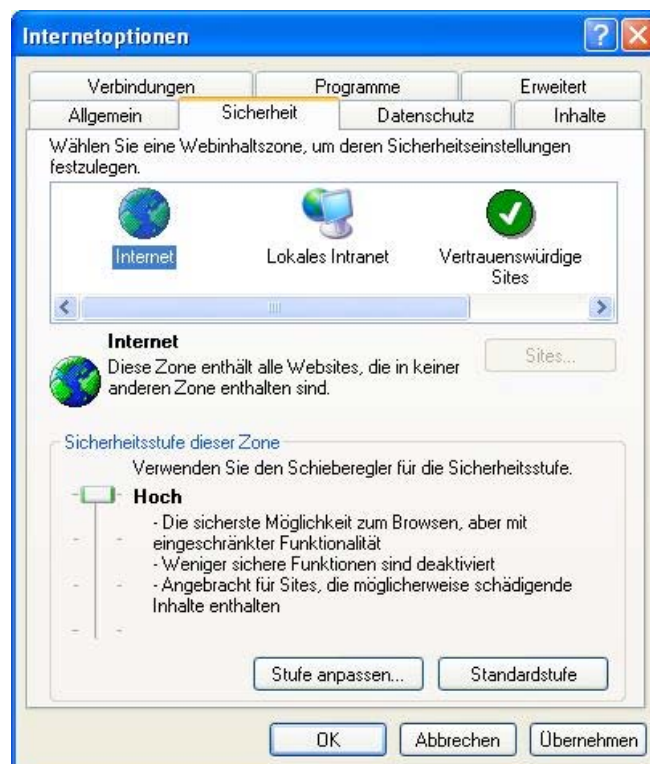 Internetoptionen
Verbindungen Programme Erweitert
Allgemein Sicherheit Datenschutz Inhalte
Wählen Sie eine Webinhaltszone, um deren Sicherheitseinstellungen
festzulegen.
Internet Lokales Intranet Vertrauenswürdige
Sites
Internet
Diese Zone enthält alle Websites, die in keiner
anderen Zone enthalten sind.
Sites...
Sicherheitsstufe dieser Zone
Verwenden Sie den Schieberegler für die Sicherheitsstufe.
Hoch
- Die sicherste Möglichkeit zum Browsen, aber mit
eingeschränkter Funktionalität
- Weniger sichere Funktionen sind deaktiviert
- Angebracht für Sites, die möglicherweise schädigende
Inhalte enthalten
Stufe anpassen... Standardstufe
OK Abbrechen Übernehmen